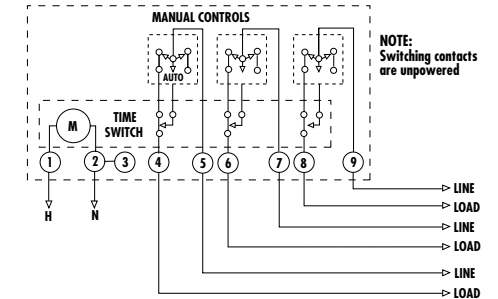 MANUAL CONTROLS
NOTE:
Switching contacts
are unpowered
AUTO
TIME
SWITCH
M
1 2 3 4 5 6 7 8 9
H N
LINE
LOAD
LINE
LOAD
LINE
LOAD